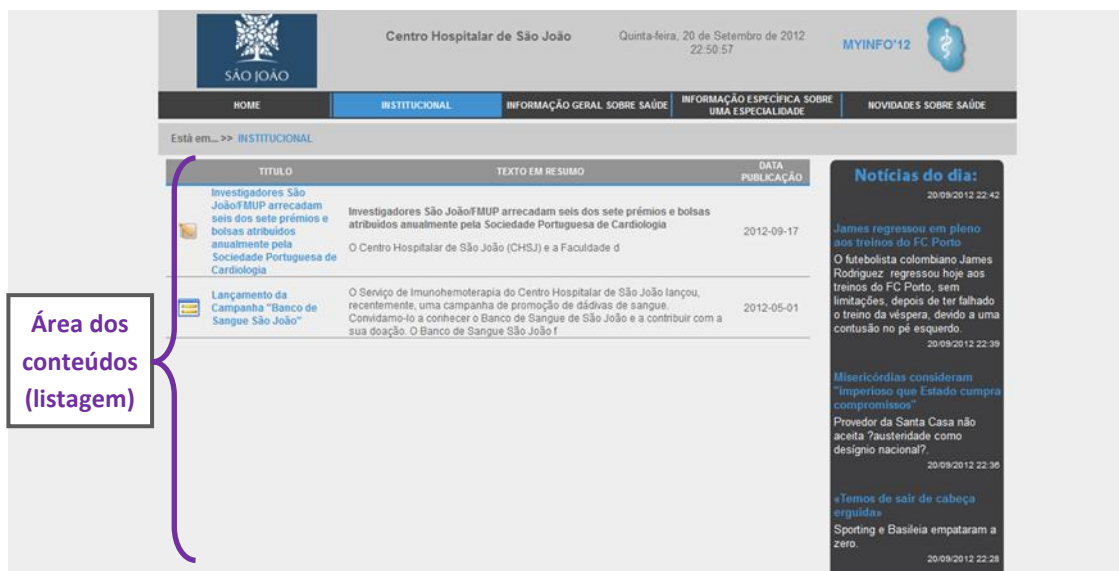 SÃO JOÃO
Centro Hospitalar de São João
Quinta-feira, 20 de Setembro de 2012
22:50:57
MYINFO'12
HOME
INSTITUCIONAL
INFORMAÇÃO GERAL SOBRE SAÚDE
INFORMAÇÃO ESPECÍFICA SOBRE
UMA ESPECIALIDADE
NOVIDADES SOBRE SAÚDE
Está em... >> INSTITUCIONAL
TITULO
TEXTO EM RESUMO
DATA
PUBLICAÇÃO
Investigadores São
João/FMUP arrecadam
seis dos sete prémios e
bolsas atribuídos
anualmente pela
Sociedade Portuguesa de
Cardiologia
Investigadores São João/FMUP arrecadam seis dos sete prémios e bolsas
atribuídos anualmente pela Sociedade Portuguesa de Cardiologia
O Centro Hospitalar de São João (CHSJ) e a Faculdade d
2012-09-17
Lançamento da
Campanha "Banco de
Sangue São João"
O Serviço de Imunohemoterapia do Centro Hospitalar de São João lançou,
recentemente, uma campanha de promoção de dádivas de sangue.
Convidamo-lo a conhecer o Banco de Sangue de São João e a contribuir com a
sua doação. O Banco de Sangue São João f
2012-05-01
Área dos
conteúdos
(listagem)
Notícias do dia:
20/09/2012 22:42
James regressou em pleno
aos treinos do FC Porto
O futebolista colombiano James
Rodriguez regressou hoje aos
treinos do FC Porto, sem
limitações, depois de ter falhado
o treino da véspera, devido a uma
contusão no pé esquerdo.
20/09/2012 22:39
Misericórdias consideram
"imperioso que Estado cumpra
compromissos"
Provedor da Santa Casa não
aceita ?austeridade como
desígnio nacional?.
20/09/2012 22:36
«Temos de sair de cabeça
erguida»
Sporting e Basileia empataram a
zero.
20/09/2012 22:28